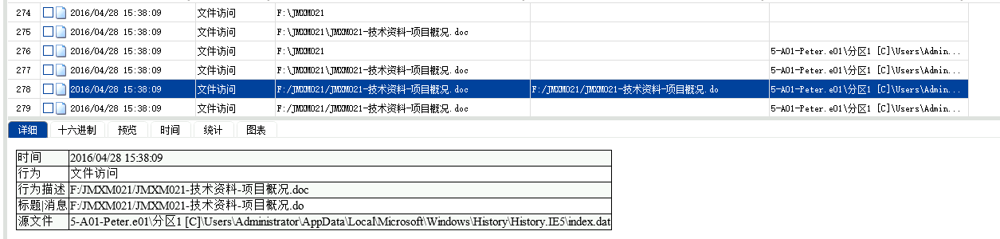 274 2016/04/28 15:38:09 文件访问 F:\JMXM021
275 2016/04/28 15:38:09 文件访问 F:\JMXM021\JMXM021-技术资料-项目概况.doc
276 2016/04/28 15:38:09 文件访问 F:\JMXM021 5-A01-Peter.e01\分区1 [C]\Users\Admin...
277 2016/04/28 15:38:09 文件访问 F:\JMXM021\JMXM021-技术资料-项目概况.doc 5-A01-Peter.e01\分区1 [C]\Users\Admin...
278 2016/04/28 15:38:09 文件访问 F:/JMXM021/JMXM021-技术资料-项目概况.doc F:/JMXM021/JMXM021-技术资料-项目概况.do 5-A01-Peter.e01\分区1 [C]\Users\Admin...
279 2016/04/28 15:38:09 文件访问 F:/JMXM021/JMXM021-技术资料-项目概况.doc 5-A01-Peter.e01\分区1 [C]\Users\Admin...
详细 十六进制 预览 时间 统计 图表
时间 2016/04/28 15:38:09
行为 文件访问
行为描述 F:/JMXM021/JMXM021-技术资料-项目概况.doc
标题|消息 F:/JMXM021/JMXM021-技术资料-项目概况.do
源文件 5-A01-Peter.e01\分区1 [C]\Users\Administrator\AppData\Local\Microsoft\Windows\History\History.IE5\index.dat